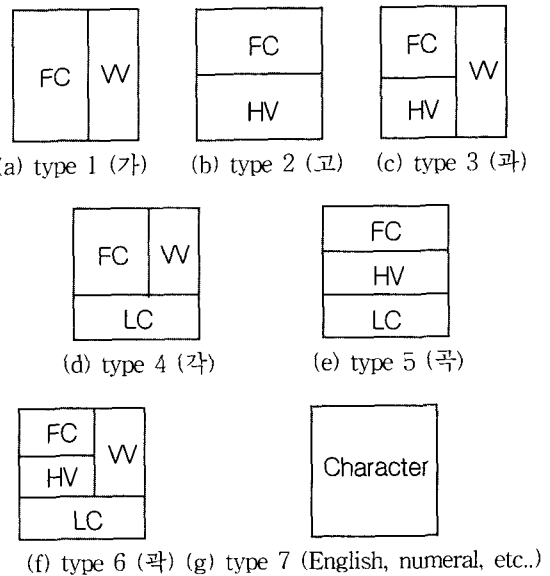 FC VV FC FC VV
HV HV
(a) type 1 (가) (b) type 2 (고) (c) type 3 (과)
FC VV FC
HV
LC LC
(d) type 4 (각) (e) type 5 (곡)
FC VV Character
HV
LC
(f) type 6 (곽) (g) type 7 (English, numeral, etc..)